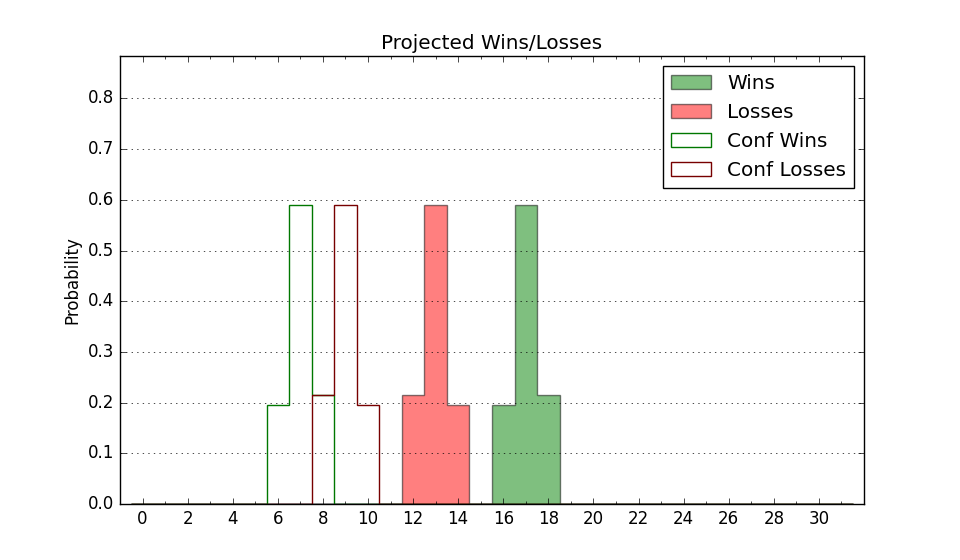 Projected Wins/Losses
Wins
Losses
Conf Wins
Conf Losses
Probability
0.8
0.7
0.6
0.5
0.4
0.3
0.2
0.1
0.0
0 2 4 6 8 10 12 14 16 18 20 22 24 26 28 30